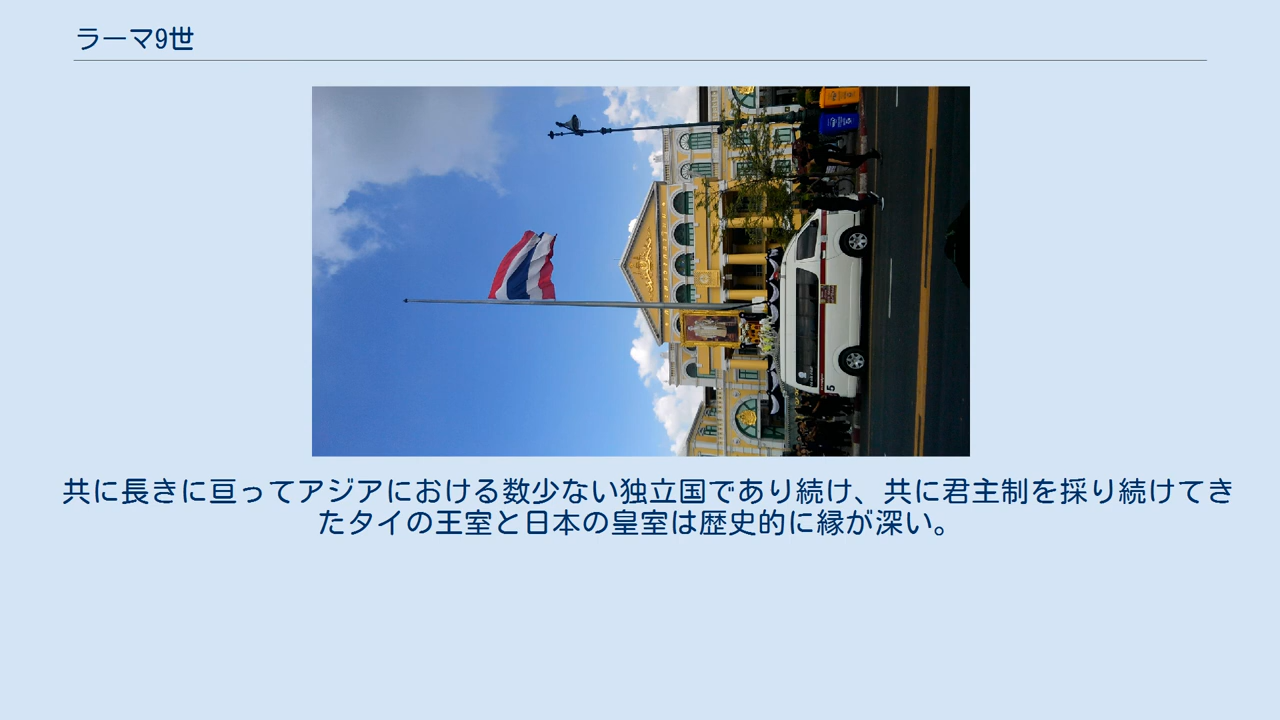 ラーマ9世
共に長きに亘ってアジアにおける数少ない独立国であり続け、共に君主制を採り続けてき
たタイの王室と日本の皇室は歴史的に縁が深い。
5